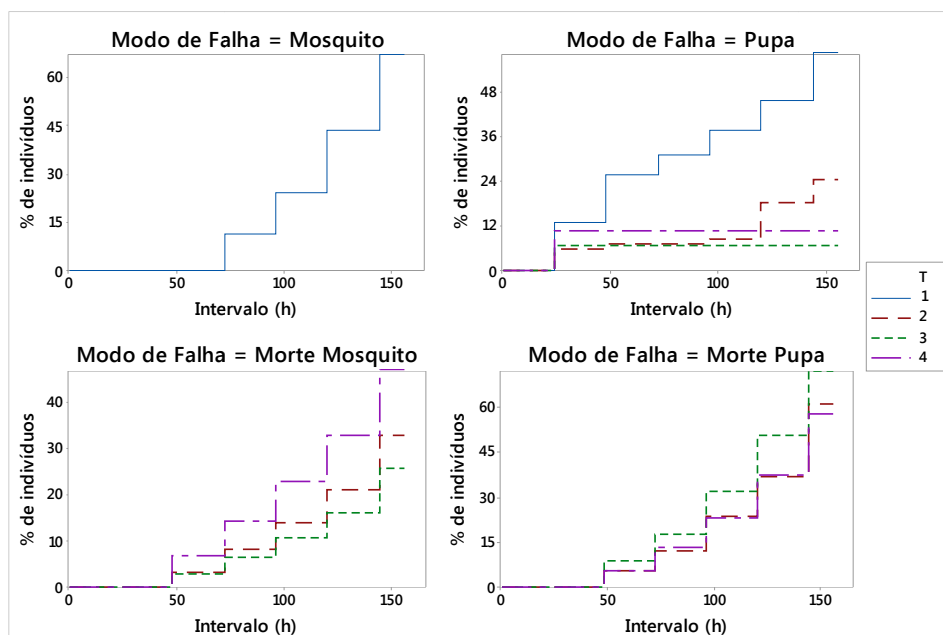 Modo de Falha = Mosquito
% de indivíduos
60
45
30
15
0
0 50 100 150
Intervalo (h)
Modo de Falha = Pupa
% de indivíduos
48
36
24
12
0
0 50 100 150
Intervalo (h)
T
1
2
3
4
Modo de Falha = Morte Mosquito
% de indivíduos
40
30
20
10
0
0 50 100 150
Intervalo (h)
Modo de Falha = Morte Pupa
% de indivíduos
60
45
30
15
0
0 50 100 150
Intervalo (h)